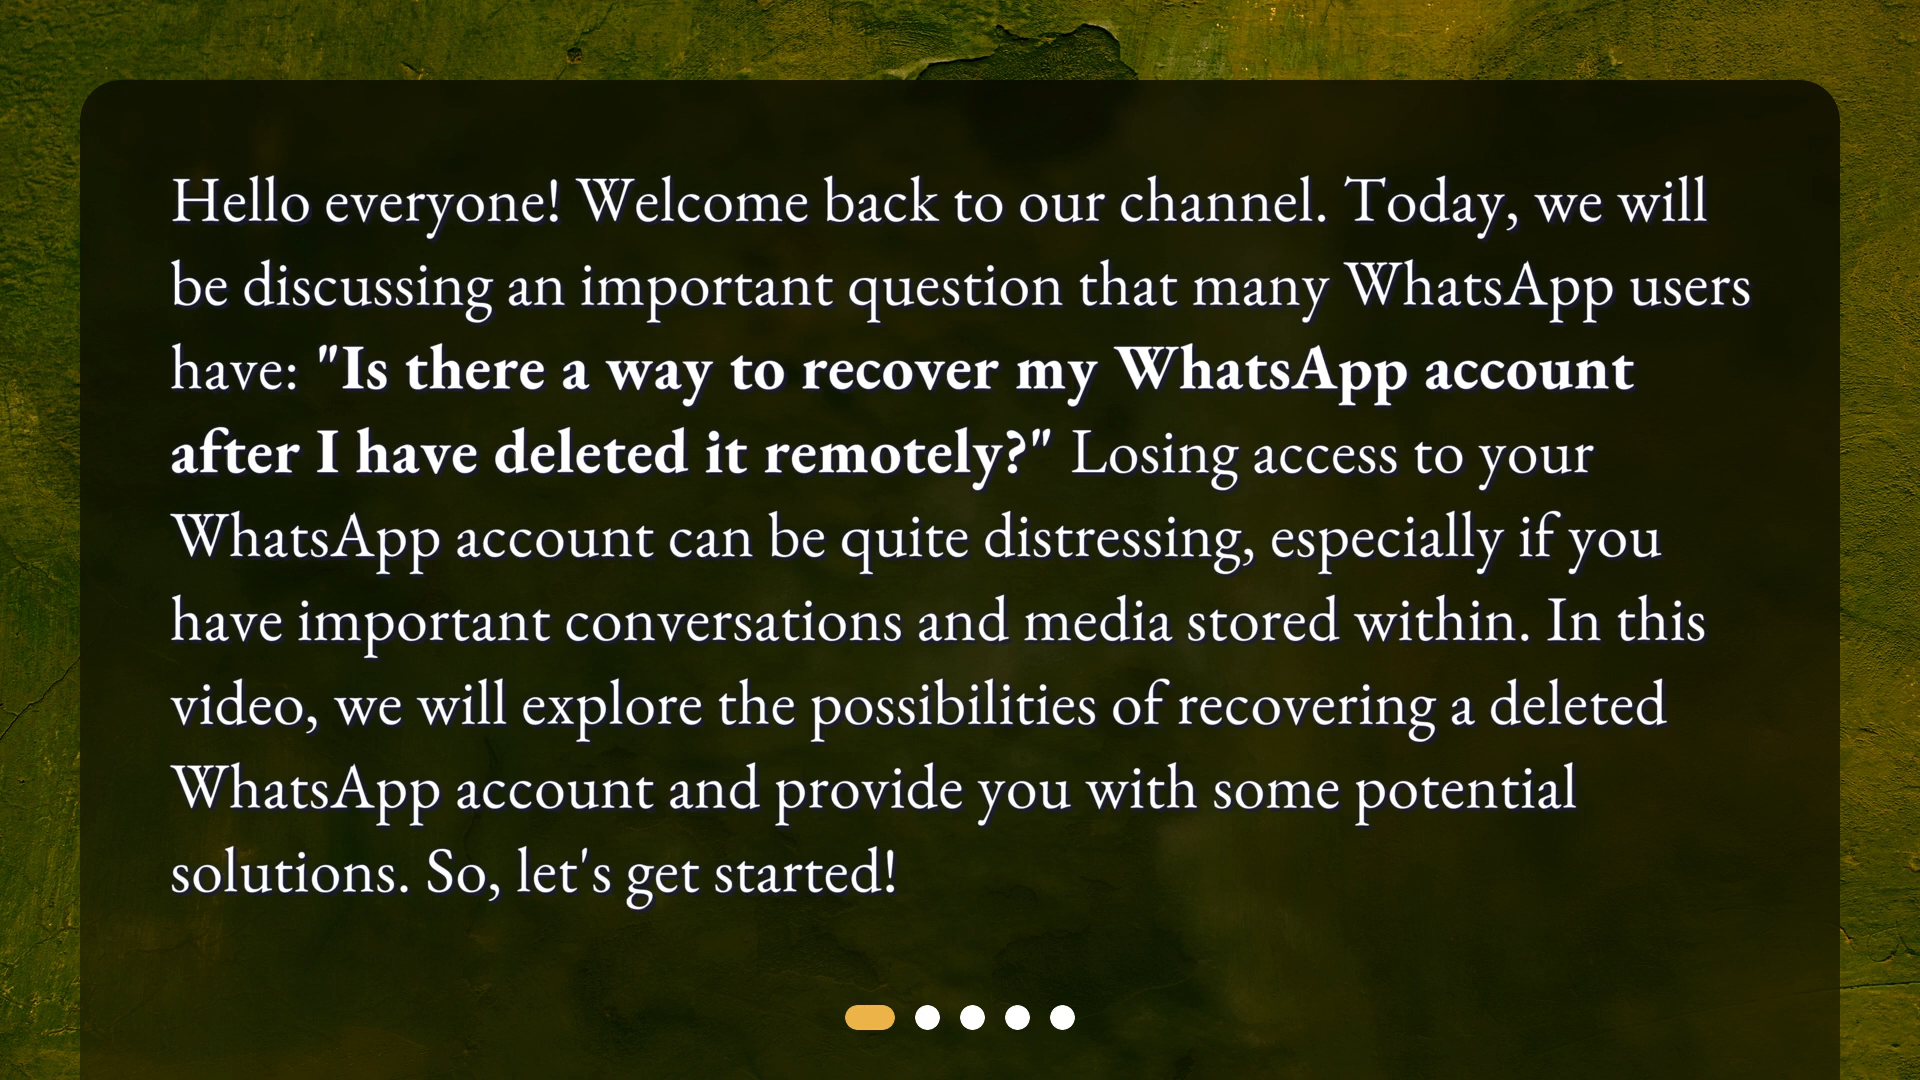 Hello everyone! Welcome back to our channel. Today, we will
be discussing an important question that many WhatsApp users
have: "Is there a way to recover my WhatsApp account
after I have deleted it remotely?" Losing access to your
WhatsApp account can be quite distressing, especially if you
have important conversations and media stored within. In this
video, we will explore the possibilities of recovering a deleted
WhatsApp account and provide you with some potential
solutions. So, let's get started!